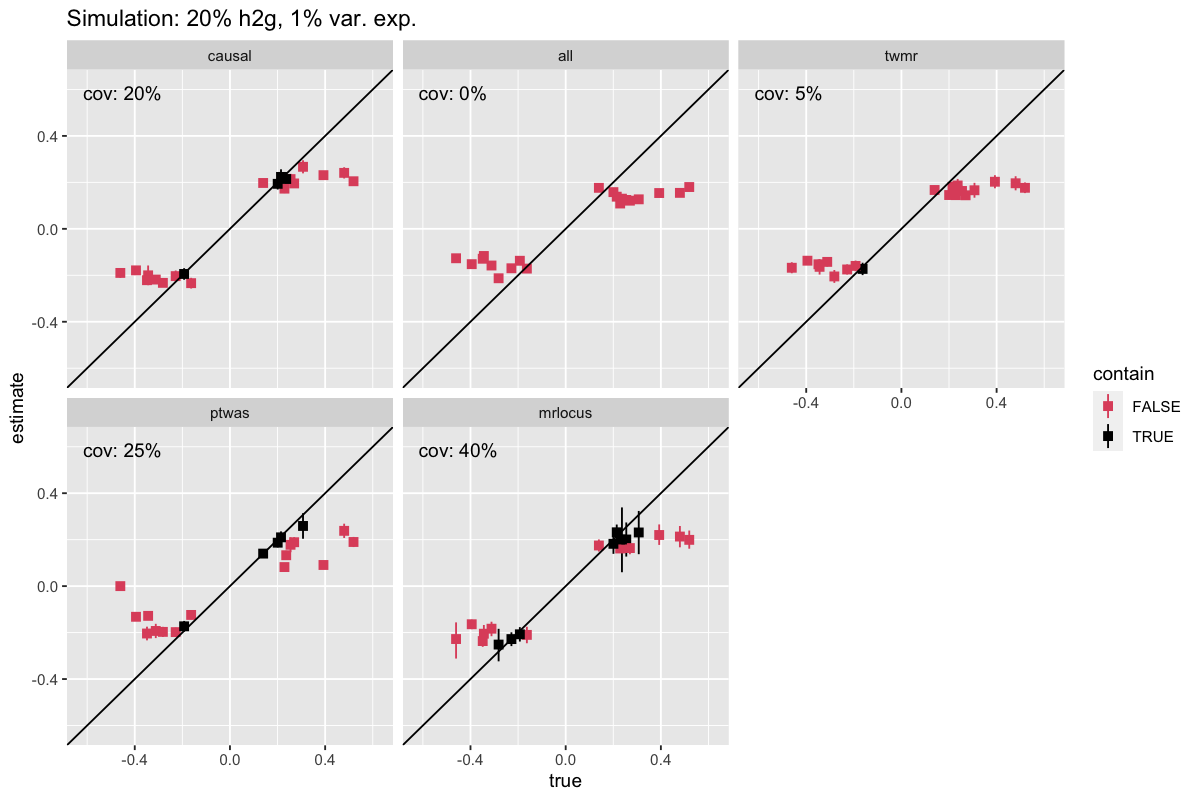 Simulation: 20% h2g, 1% var. exp.
causal
all
twmr
cov: 20%
cov: 0%
cov: 5%
0.4
0.0
-0.4
-0.4
0.0
0.4
ptwas
mrlocus
cov: 25%
cov: 40%
0.4
0.0
-0.4
-0.4
0.0
0.4
-0.4
0.0
0.4
estimate
true
contain
FALSE
TRUE